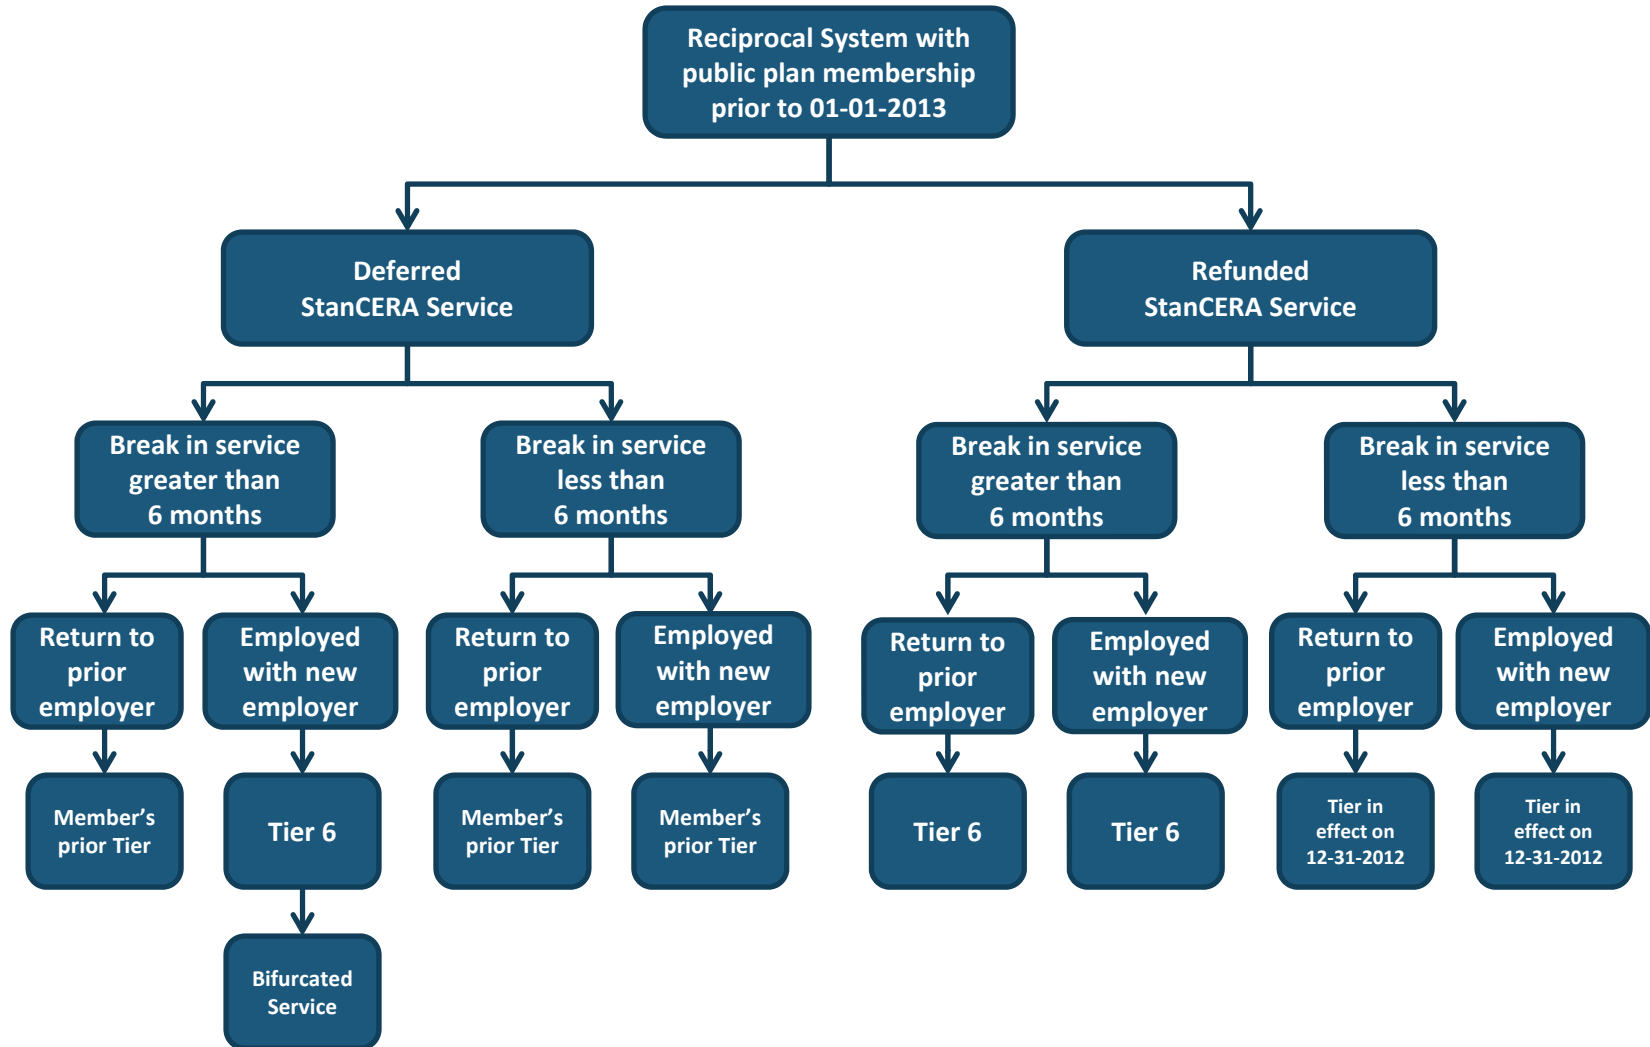 Reciprocal System with
public plan membership
prior to 01-01-2013
Deferred
StanCERA Service
Refunded
StanCERA Service
Break in service
greater than
6 months
Break in service
less than
6 months
Break in service
greater than
6 months
Break in service
less than
6 months
Return to
prior
employer
Employed
with new
employer
Return to
prior
employer
Employed
with new
employer
Return to
prior
employer
Employed
with new
employer
Return to
prior
employer
Employed
with new
employer
Member’s
prior Tier
Tier 6
Member’s
prior Tier
Member’s
prior Tier
Tier 6
Tier 6
Tier in
effect on
12-31-2012
Tier in
effect on
12-31-2012
Bifurcated
Service